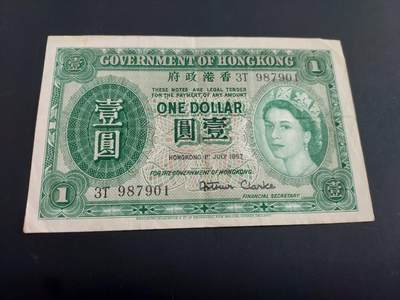 GOVERNMENT OF HONGKONG
1
1
府政港香
3T 987901
THESE NOTES ARE LEGAL TENDER
FOR THE PAYMENT OF ANY AMOUNT
ONE DOLLAR
壹圓
圓壹
HONGKONG 1ST JULY 1957
FOR THE GOVERNMENT OF HONGKONG.
1
3T 987901
FINANCIAL SECRETARY
壹